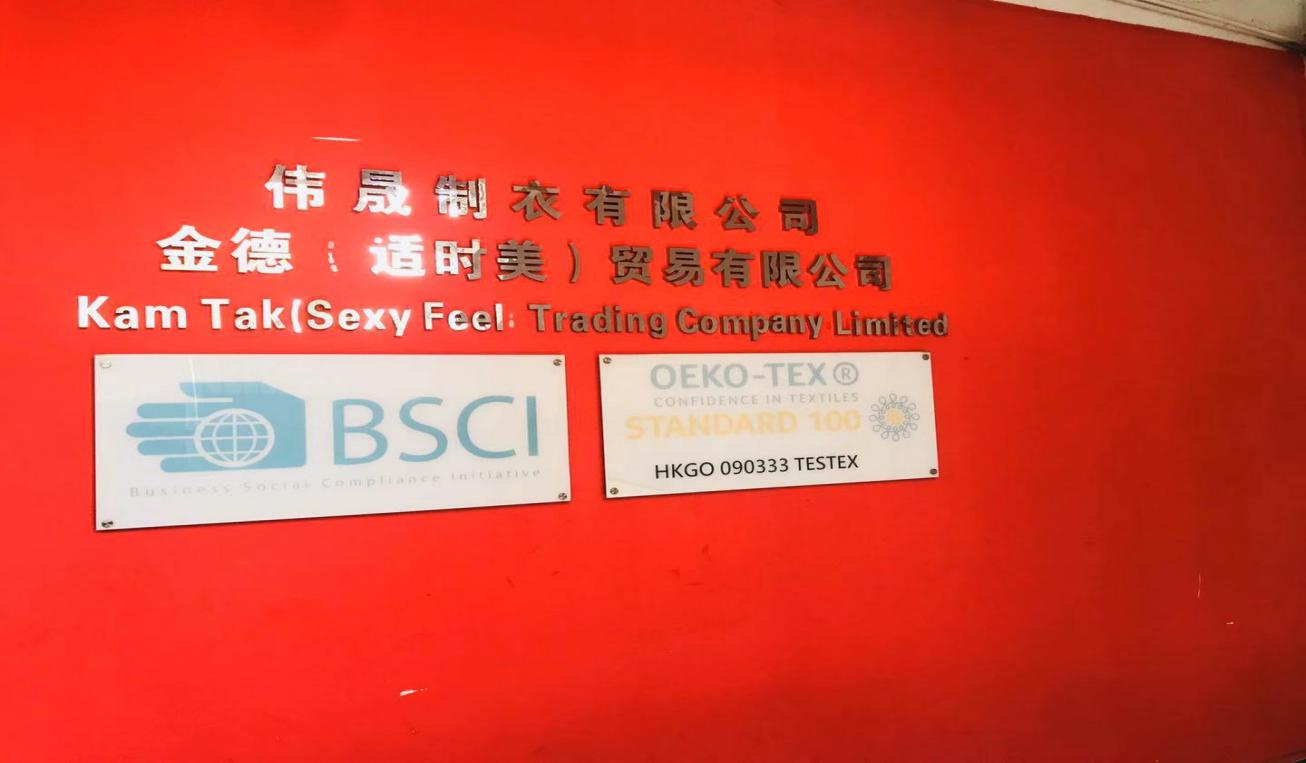 伟晟制衣有限公司
金德（适时美）贸易有限公司
Kam Tak(Sexy Feel) Trading Company Limited
BSCI
Business Social Compliance Initiative
OEKO-TEX®
CONFIDENCE IN TEXTILES
STANDARD 100
HKGO 090333 TESTEX